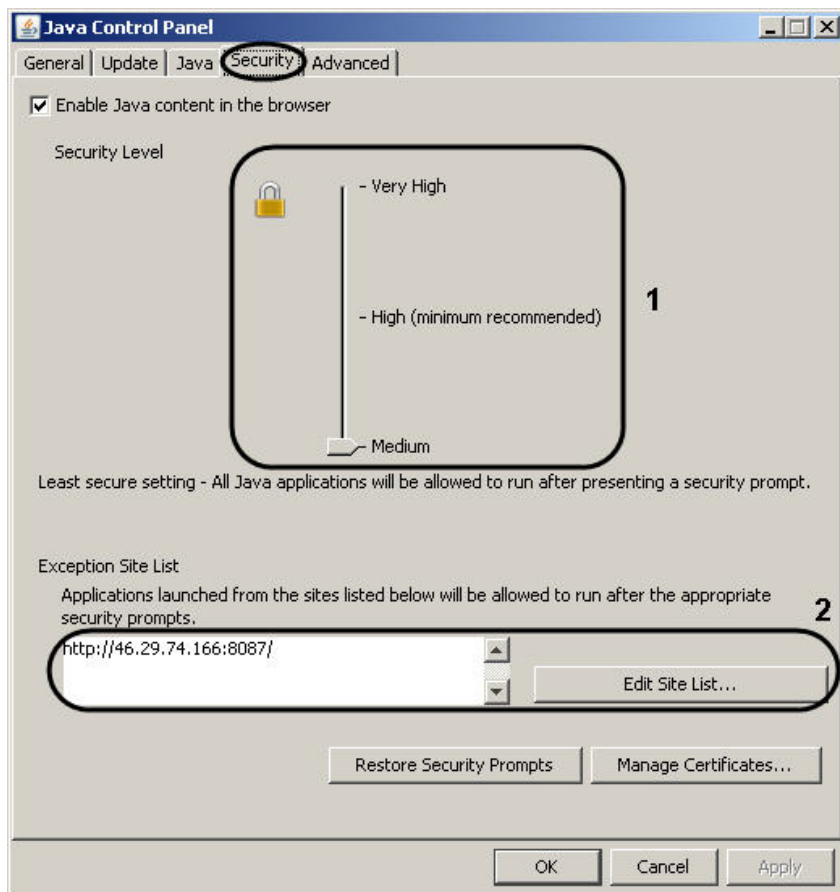 Java Control Panel
General Update Java Security Advanced
Enable Java content in the browser
Security Level
- Very High
- High (minimum recommended)
1
- Medium
Least secure setting - All Java applications will be allowed to run after presenting a security prompt.
Exception Site List
Applications launched from the sites listed below will be allowed to run after the appropriate
security prompts.
2
http://46.29.74.166:8087/
Edit Site List...
Restore Security Prompts Manage Certificates...
OK Cancel Apply